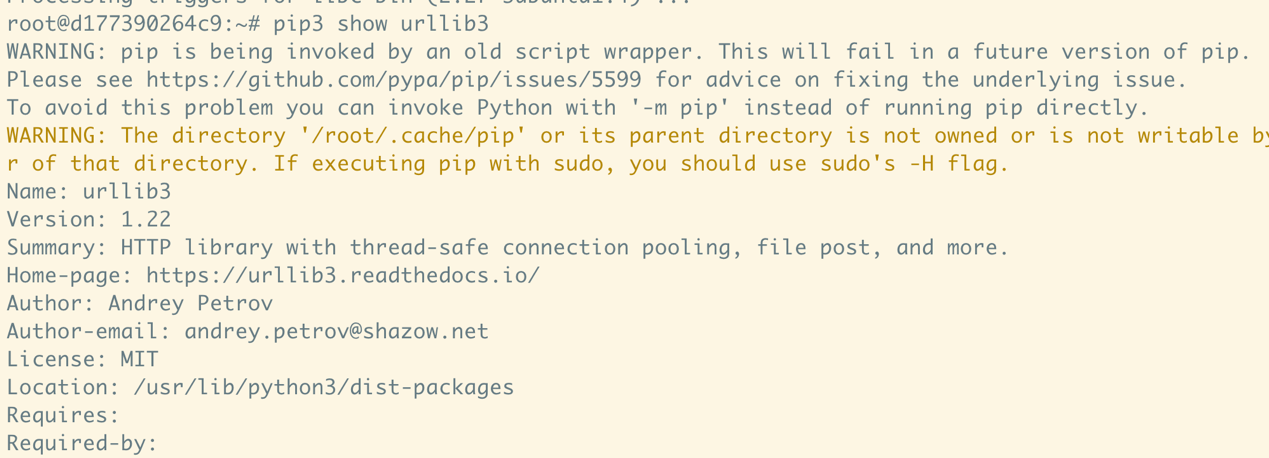 root@d177390264c9:~# pip3 show urllib3
WARNING: pip is being invoked by an old script wrapper. This will fail in a future version of pip.
Please see https://github.com/pypa/pip/issues/5599 for advice on fixing the underlying issue.
To avoid this problem you can invoke Python with '-m pip' instead of running pip directly.
WARNING: The directory '/root/.cache/pip' or its parent directory is not owned or is not writable by
r of that directory. If executing pip with sudo, you should use sudo's -H flag.
Name: urllib3
Version: 1.22
Summary: HTTP library with thread-safe connection pooling, file post, and more.
Home-page: https://urllib3.readthedocs.io/
Author: Andrey Petrov
Author-email: andrey.petrov@shazow.net
License: MIT
Location: /usr/lib/python3/dist-packages
Requires:
Required-by: